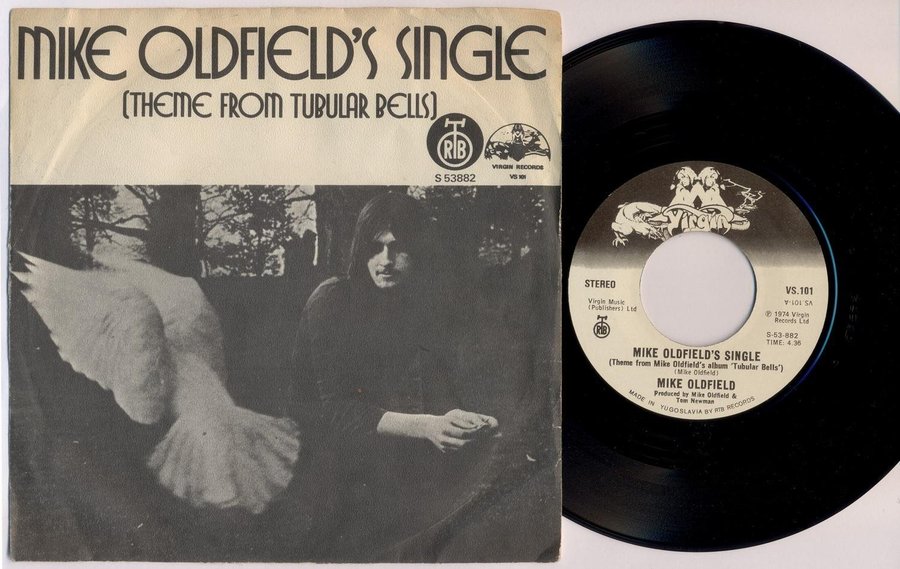 MIKE OLDFIELD'S SINGLE
(THEME FROM TUBULAR BELLS)
RTB
S 53882
VIRGIN RECORDS
VS 101
Virgin
STEREO
VS.101
Virgin Music
(Publishers) Ltd
VS 101 A
℗ 1974 Virgin
Records Ltd
RTB
S-53-882
TIME: 4.36
MIKE OLDFIELD'S SINGLE
(Theme from Mike Oldfield's album 'Tubular Bells')
(Mike Oldfield)
MIKE OLDFIELD
Produced by Mike Oldfield &
Tom Newman
MADE IN YUGOSLAVIA BY RTB RECORDS